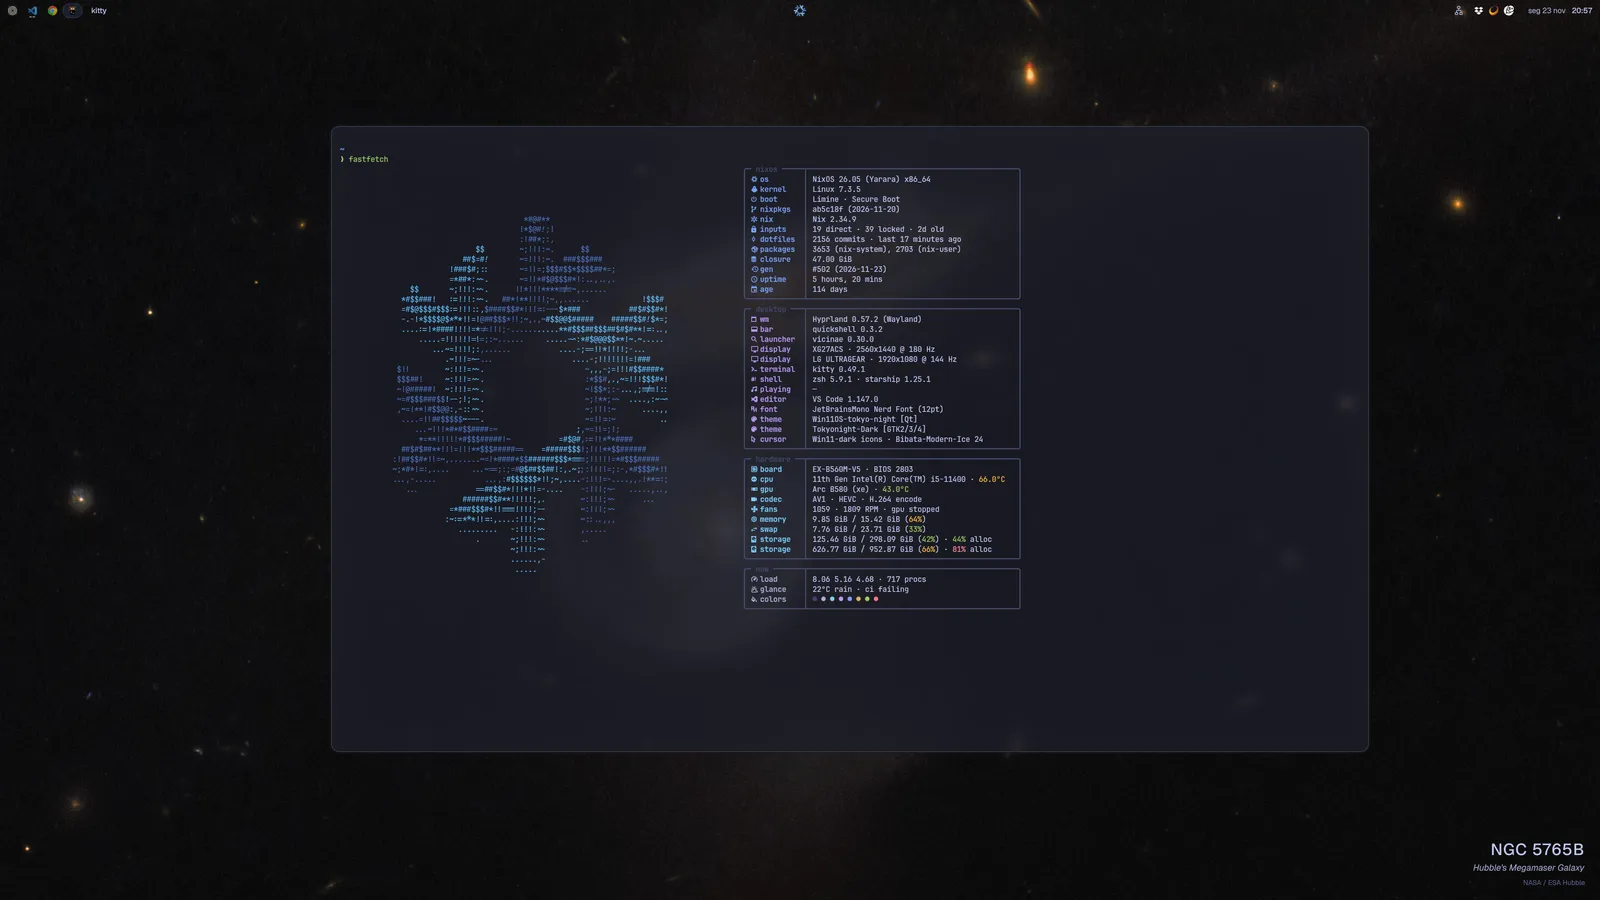 kitty
seg 23 nov 20:57
~
❯ fastfetch
nixos
os NixOS 26.05 (Yarara) x86_64
kernel Linux 7.3.5
boot Limine · Secure Boot
nixpkgs ab5c18f (2026-11-20)
nix Nix 2.34.9
inputs 19 direct · 39 locked · 2d old
dotfiles 2156 commits · last 17 minutes ago
packages 3653 (nix-system), 2703 (nix-user)
closure 47.00 GiB
gen #502 (2026-11-23)
uptime 5 hours, 20 mins
age 114 days
desktop
wm Hyprland 0.57.2 (Wayland)
bar quickshell 0.3.2
launcher vicinae 0.30.0
display XG27ACS · 2560x1440 @ 180 Hz
display LG ULTRAGEAR · 1920x1080 @ 144 Hz
terminal kitty 0.49.1
shell zsh 5.9.1 · starship 1.25.1
playing —
editor VS Code 1.147.0
font JetBrainsMono Nerd Font (12pt)
theme Win11OS-tokyo-night [Qt]
theme Tokyonight-Dark [GTK2/3/4]
cursor Win11-dark icons · Bibata-Modern-Ice 24
hardware
board EX-B560M-V5 · BIOS 2803
cpu 11th Gen Intel(R) Core(TM) i5-11400 · 66.0°C
gpu Arc B580 (xe) · 43.0°C
codec AV1 · HEVC · H.264 encode
fans 1059 · 1809 RPM · gpu stopped
memory 9.85 GiB / 15.42 GiB (64%)
swap 7.76 GiB / 23.71 GiB (33%)
storage 125.46 GiB / 298.09 GiB (42%) · 44% alloc
storage 626.77 GiB / 952.87 GiB (66%) · 81% alloc
now
load 8.06 5.16 4.68 · 717 procs
glance 22°C rain · ci failing
colors
NGC 5765B
Hubble's Megamaser Galaxy
NASA / ESA Hubble